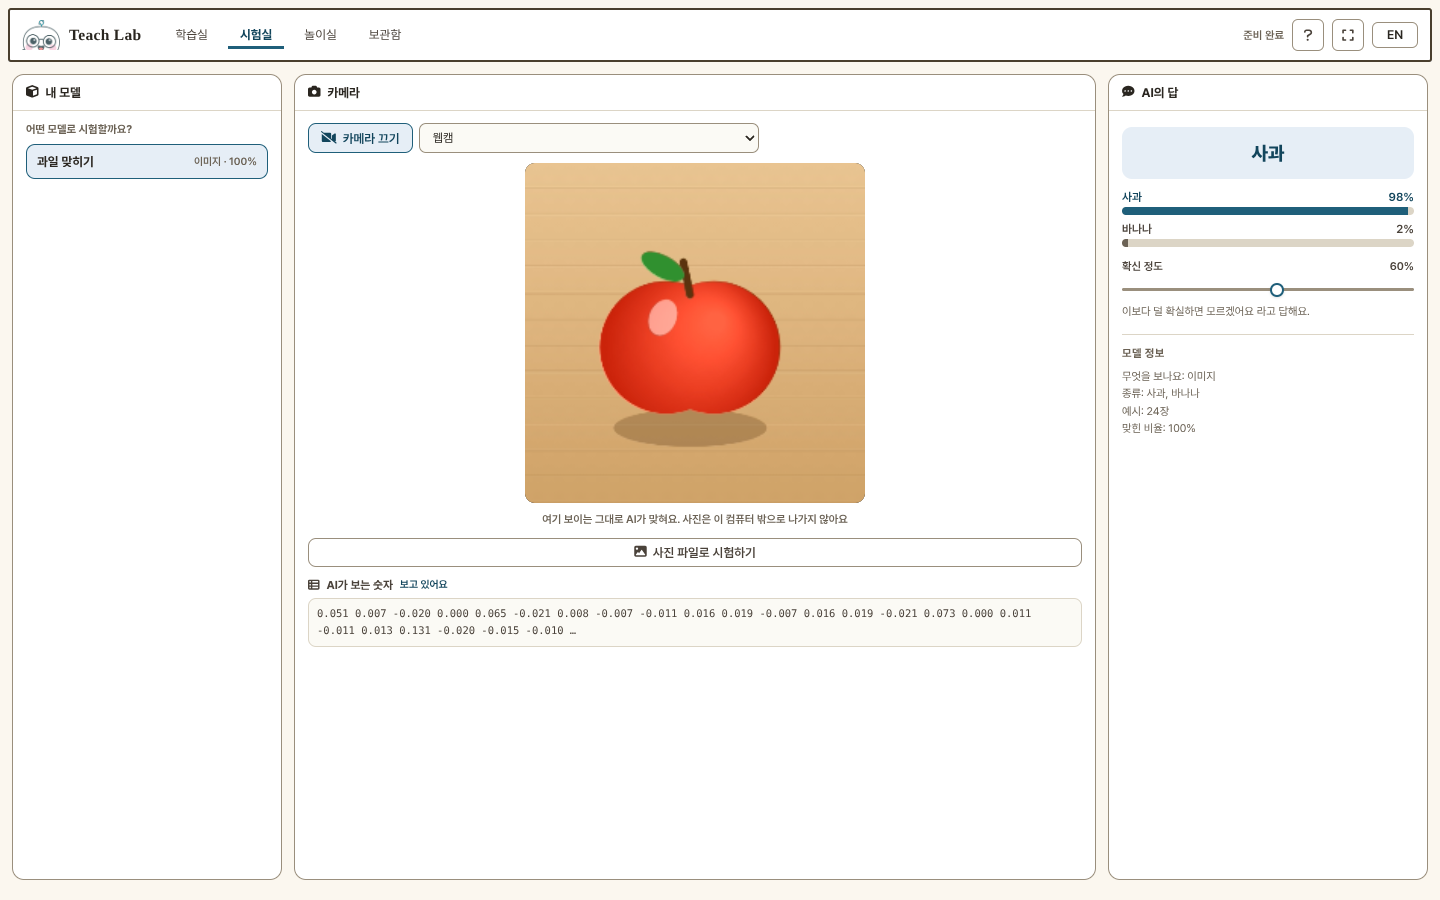 Teach Lab
학습실
시험실
놀이실
보관함
준비 완료
?
EN
내 모델
어떤 모델로 시험할까요?
과일 맞히기
이미지 · 100%
카메라
카메라 끄기
웹캠
여기 보이는 그대로 AI가 맞혀요. 사진은 이 컴퓨터 밖으로 나가지 않아요
사진 파일로 시험하기
AI가 보는 숫자 보고 있어요
0.051 0.007 -0.020 0.000 0.065 -0.021 0.008 -0.007 -0.011 0.016 0.019 -0.007 0.016 0.019 -0.021 0.073 0.000 0.011
-0.011 0.013 0.131 -0.020 -0.015 -0.010 …
AI의 답
사과
사과 98%
바나나 2%
확신 정도 60%
이보다 덜 확실하면 모르겠어요 라고 답해요.
모델 정보
무엇을 보나요: 이미지
종류: 사과, 바나나
예시: 24장
맞힌 비율: 100%